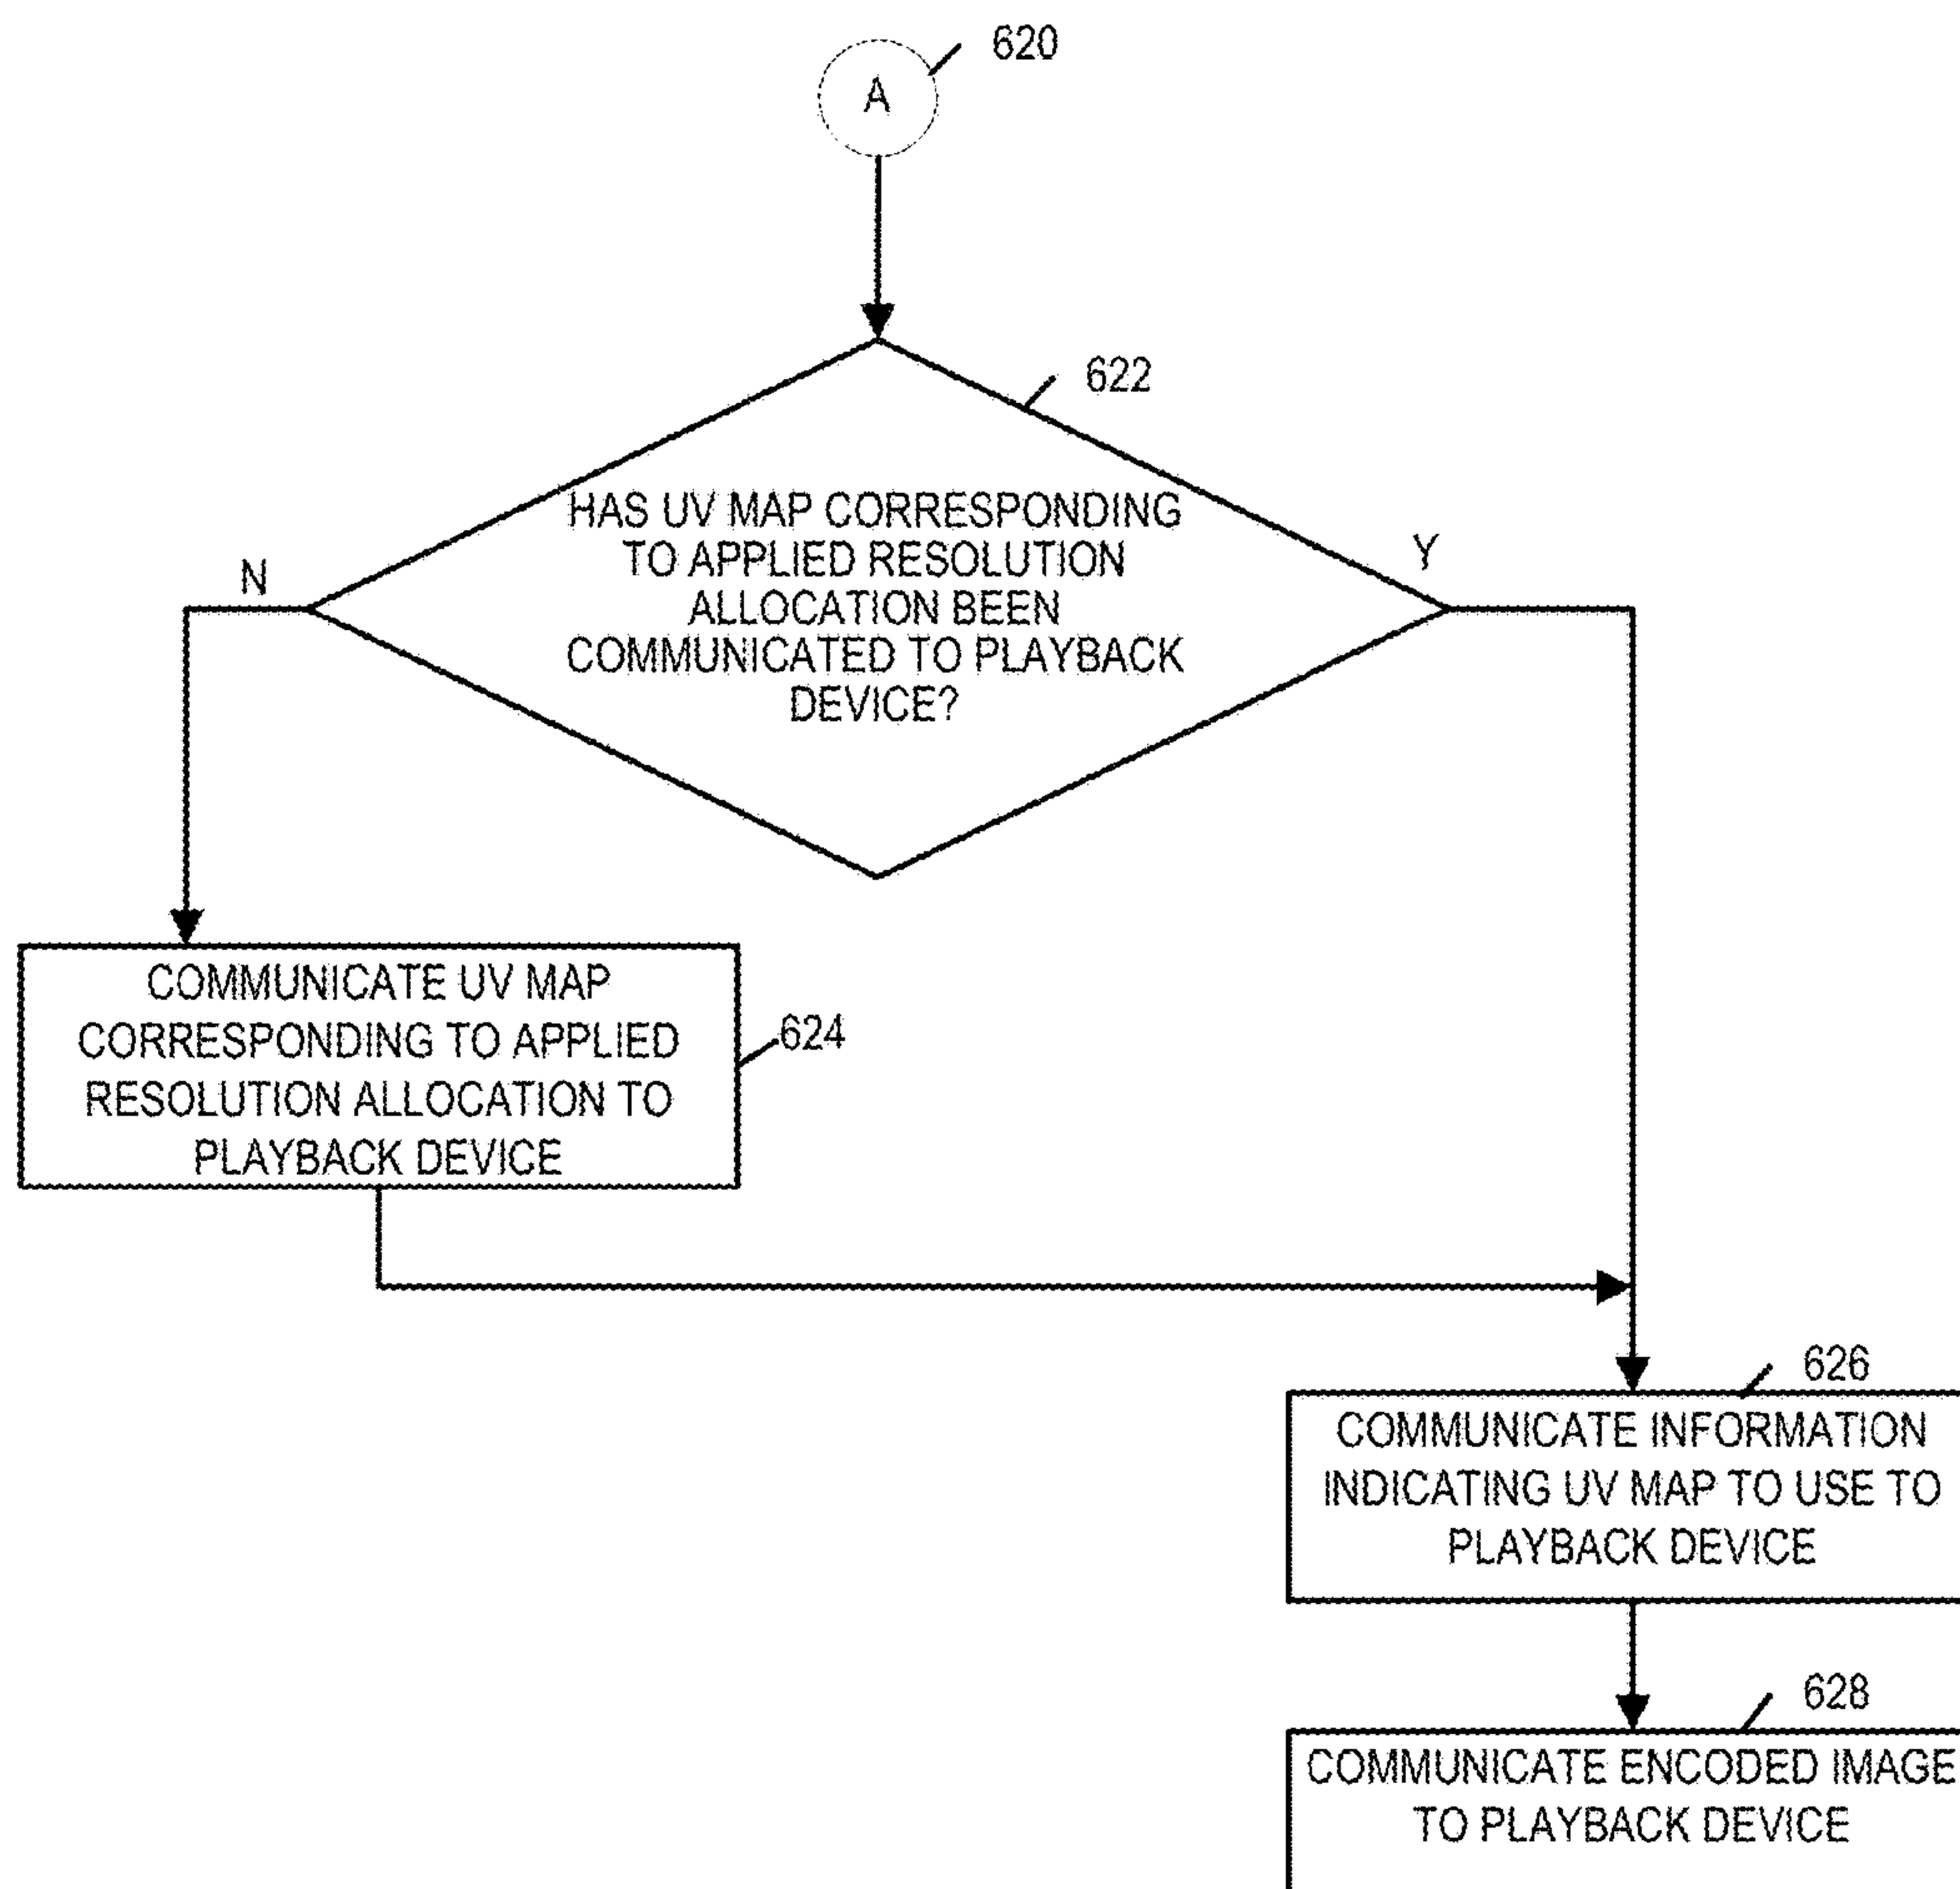 620
A
622
HAS UV MAP CORRESPONDING
TO APPLIED RESOLUTION
ALLOCATION BEEN
COMMUNICATED TO PLAYBACK
DEVICE?
N
Y
COMMUNICATE UV MAP
CORRESPONDING TO APPLIED
RESOLUTION ALLOCATION TO
PLAYBACK DEVICE
624
626
COMMUNICATE INFORMATION
INDICATING UV MAP TO USE TO
PLAYBACK DEVICE
628
COMMUNICATE ENCODED IMAGE
TO PLAYBACK DEVICE